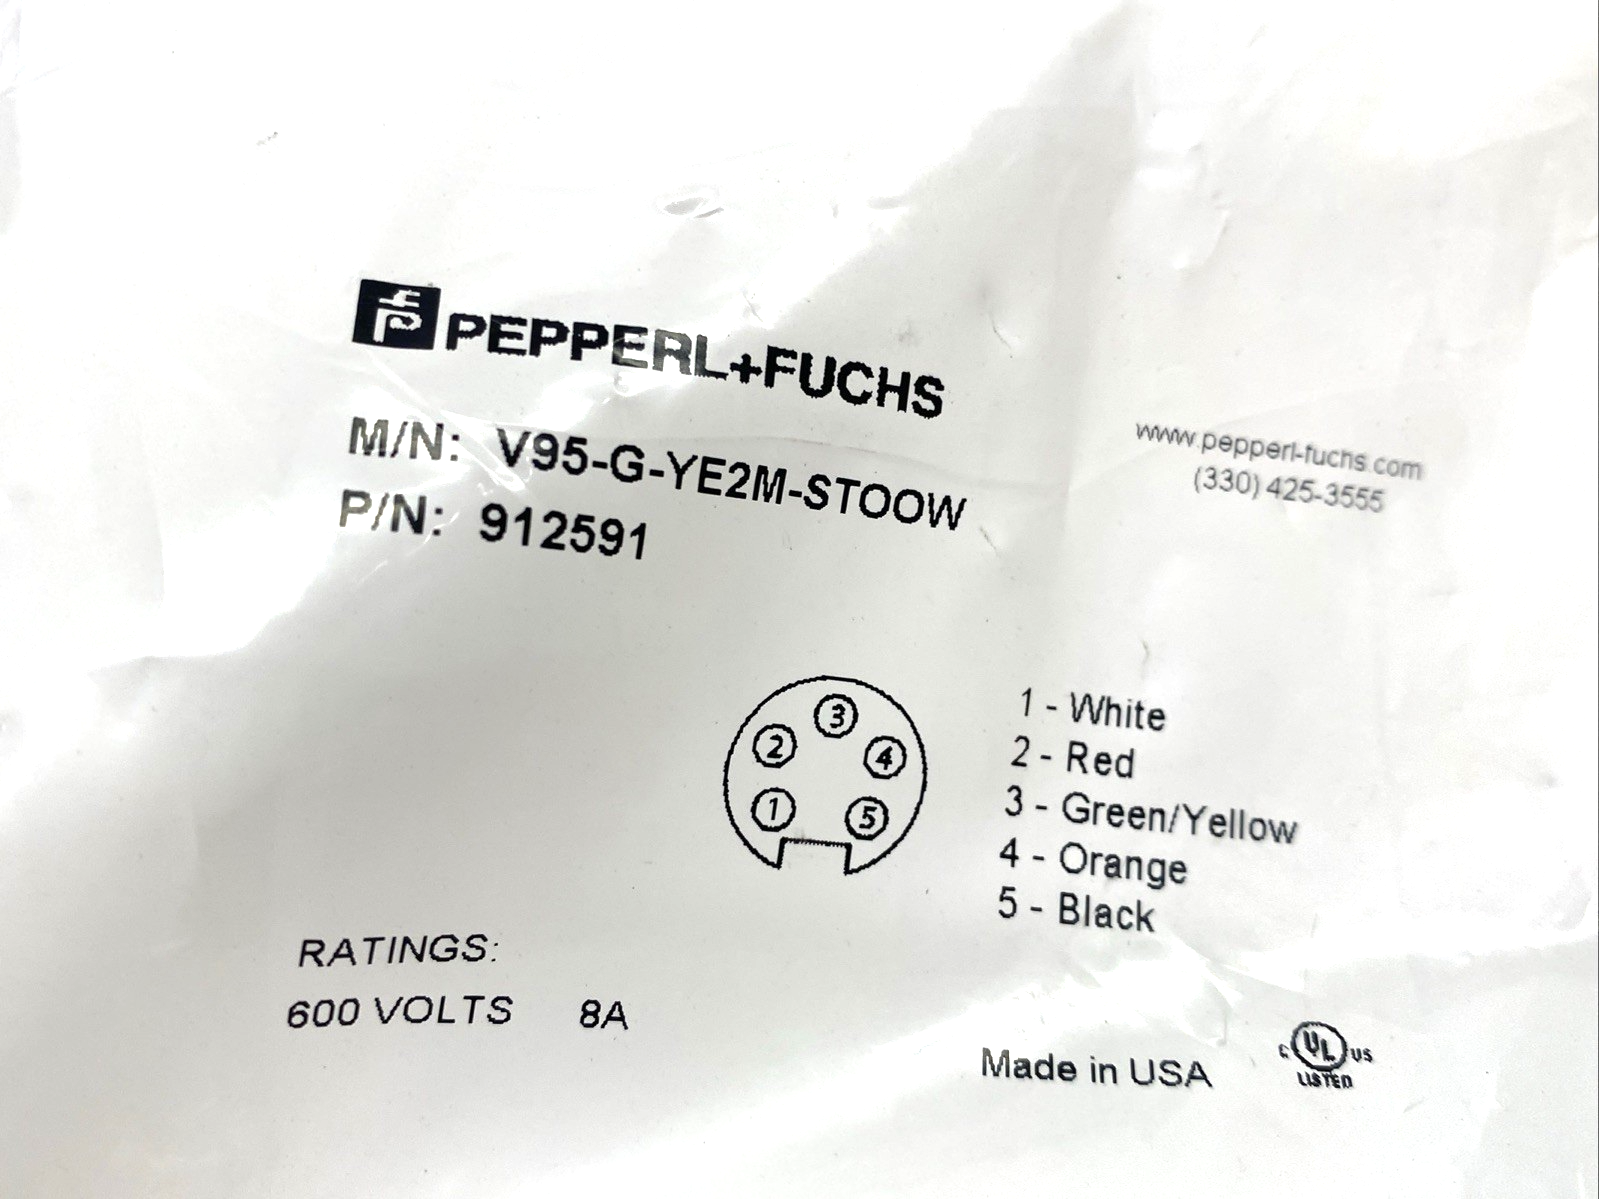 PEPPERL+FUCHS
M/N: V95-G-YE2M-STOOW
P/N: 912591
www.pepperl-fuchs.com
(330) 425-3555
3
2
4
1
5
1 - White
2 - Red
3 - Green/Yellow
4 - Orange
5 - Black
RATINGS:
600 VOLTS 8A
Made in USA
C UL US
LISTED